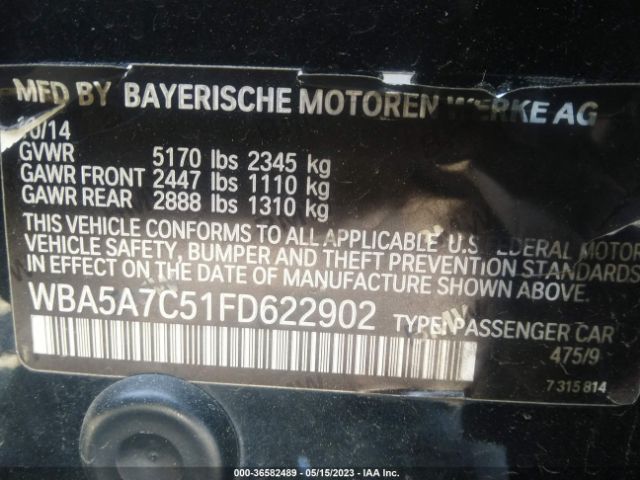 MFD BY BAYERISCHE MOTOREN WERKE AG
10/14
GVWR 5170 lbs 2345 kg
GAWR FRONT 2447 lbs 1110 kg
GAWR REAR 2888 lbs 1310 kg
THIS VEHICLE CONFORMS TO ALL APPLICABLE U.S. FEDERAL MOTOR
VEHICLE SAFETY, BUMPER AND THEFT PREVENTION STANDARDS
IN EFFECT ON THE DATE OF MANUFACTURE SHOWN ABOVE.
WBA5A7C51FD622902 TYPE: PASSENGER CAR
475/9
7 315 814
000-36582489 - 05/15/2023 - IAA Inc.